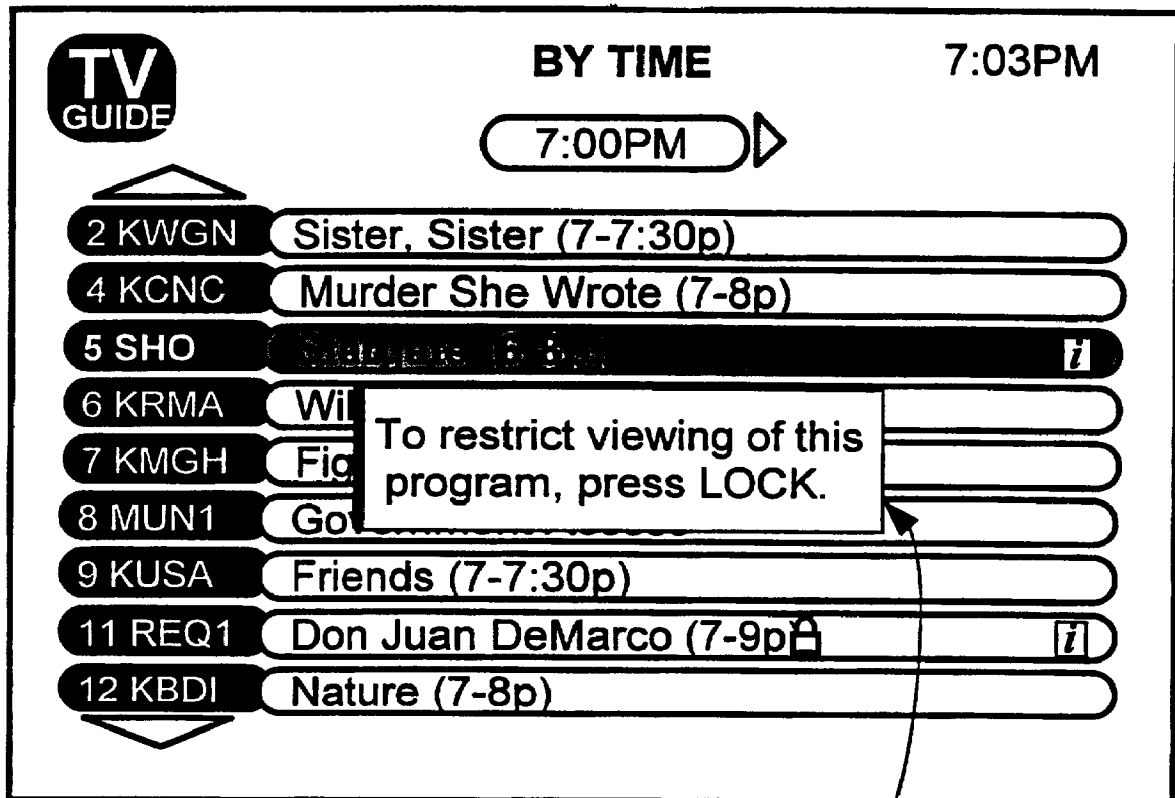 TV
GUIDE
BY TIME
7:03PM
7:00PM
2 KWGN Sister, Sister (7-7:30p)
4 KCNC Murder She Wrote (7-8p)
5 SHO i
6 KRMA Wil
7 KMGH Fig
To restrict viewing of this
program, press LOCK.
8 MUN1
9 KUSA Friends (7-7:30p)
11 REQ1 Don Juan DeMarco (7-9p i
12 KBDI Nature (7-8p)